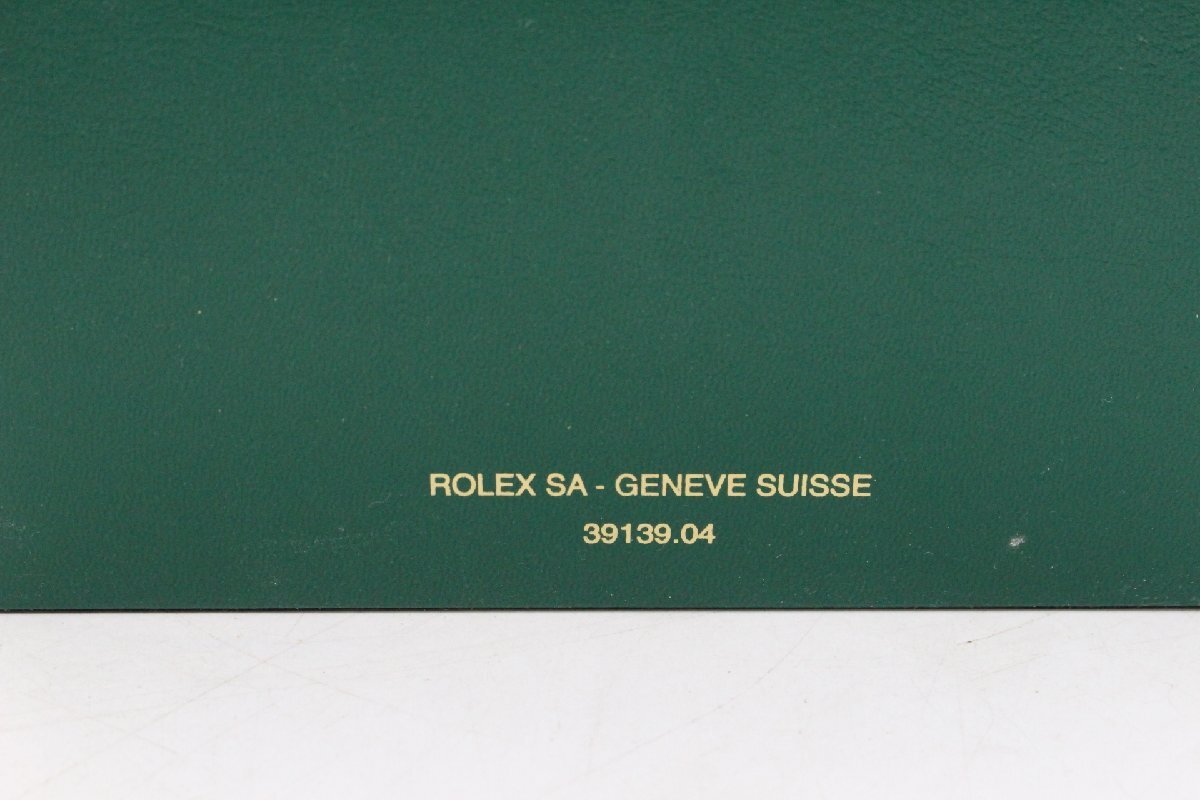 ROLEX SA - GENEVE SUISSE
39139.04